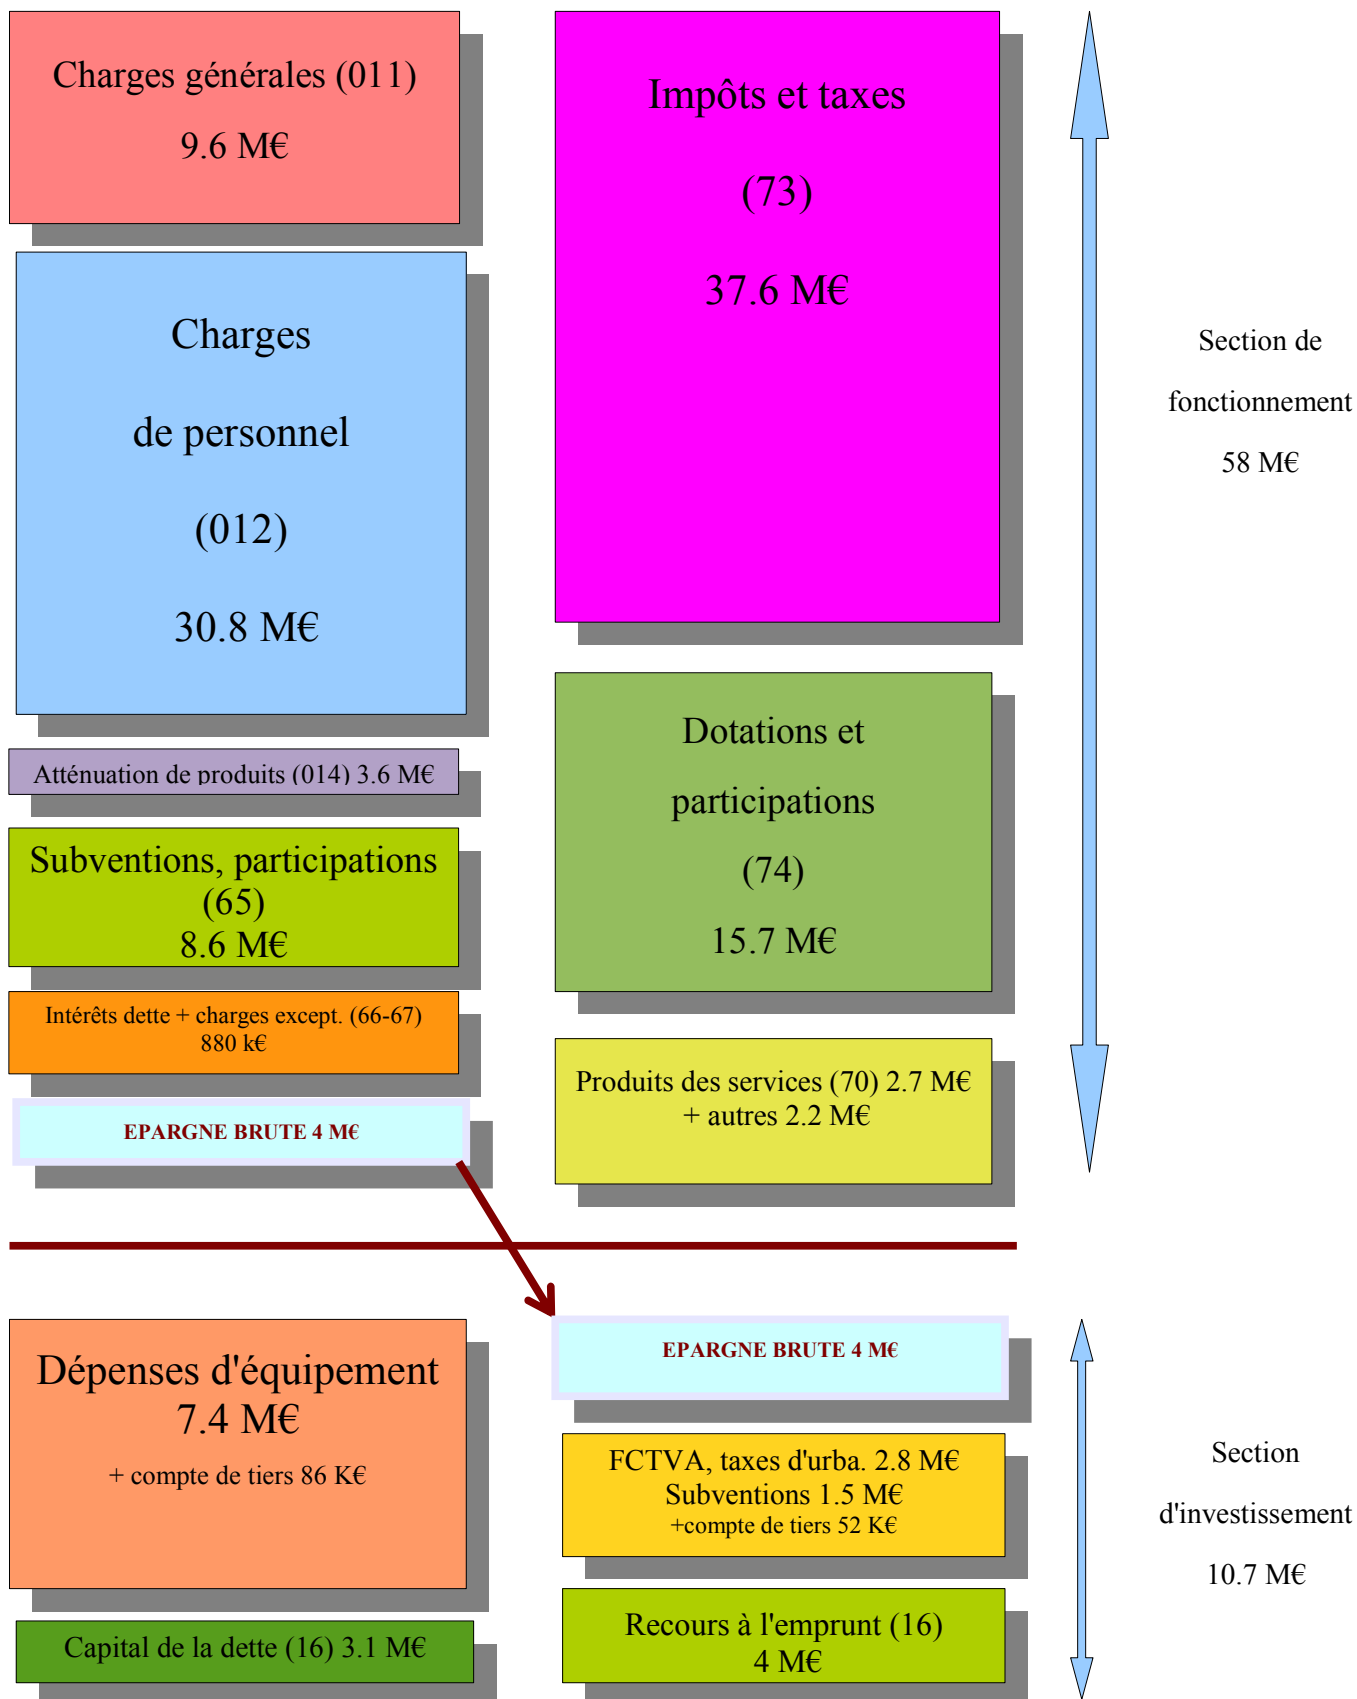 Charges générales (011)
9.6 M€
Charges
de personnel
(012)
30.8 M€
Atténuation de produits (014) 3.6 M€
Subventions, participations
(65)
8.6 M€
Intérêts dette + charges except. (66-67)
880 k€
EPARGNE BRUTE 4 M€
Impôts et taxes
(73)
37.6 M€
Dotations et
participations
(74)
15.7 M€
Produits des services (70) 2.7 M€
+ autres 2.2 M€
Section de
fonctionnement
58 M€
Dépenses d'équipement
7.4 M€
+ compte de tiers 86 K€
Capital de la dette (16) 3.1 M€
EPARGNE BRUTE 4 M€
FCTVA, taxes d'urba. 2.8 M€
Subventions 1.5 M€
+compte de tiers 52 K€
Recours à l'emprunt (16)
4 M€
Section
d'investissement
10.7 M€